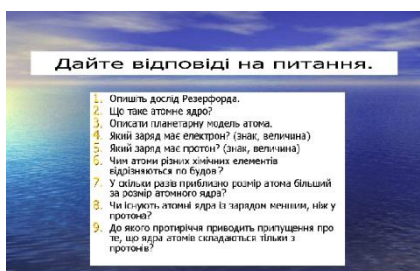 Дайте відповіді на питання.
1. Опишіть дослід Резерфорда.
2. Що таке атомне ядро?
3. Описати планетарну модель атома.
4. Який заряд має електрон? (знак, величина)
5. Який заряд має протон? (знак, величина)
6. Чим атоми різних хімічних елементів
відрізняються по будові?
7. У скільки разів приблизно розмір атома більший
за розмір атомного ядра?
8. Чи існують атомні ядра із зарядом меншим, ніж у
протона?
9. До якого протиріччя приводить припущення про
те, що ядра атомів складаються тільки з
протонів?